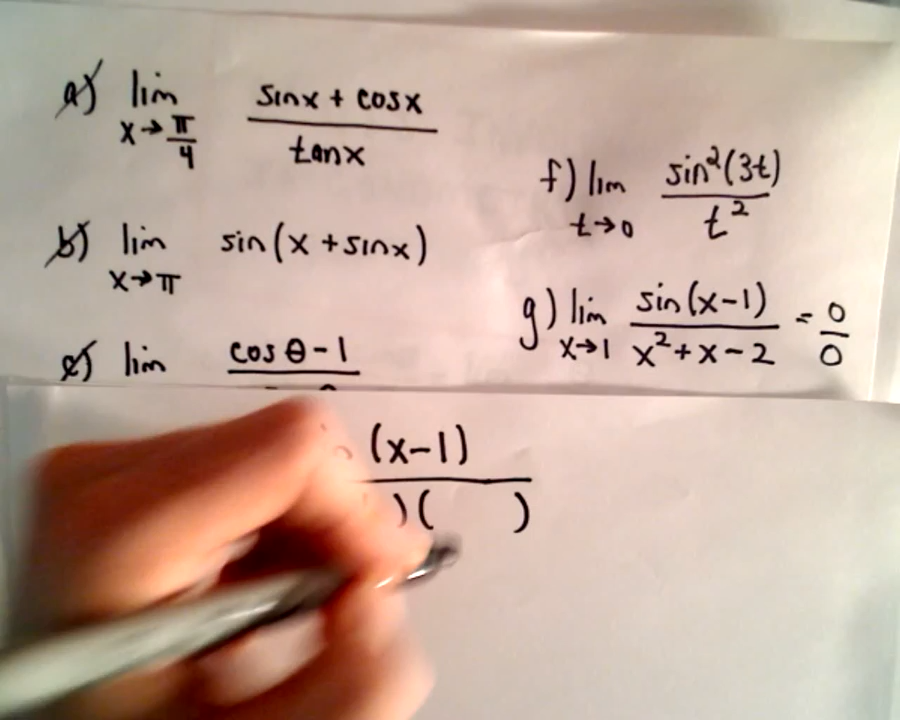 a) lim x→π/4 (sinx + cosx)/tanx
b) lim x→π sin(x + sinx)
lim cosθ-1
f) lim t→0 sin²(3t)/t²
g) lim x→1 sin(x-1)/(x²+x-2) = 0/0
(x-1)
)( )